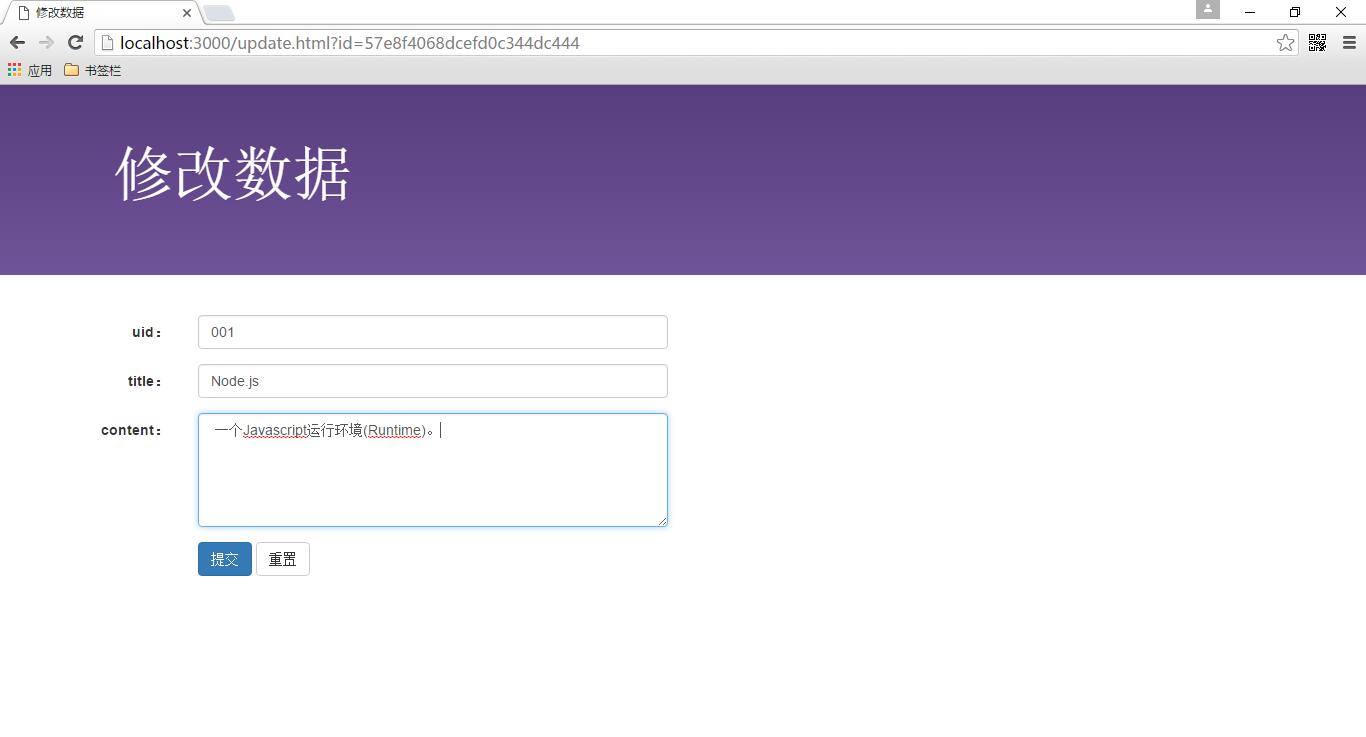 修改数据
localhost:3000/update.html?id=57e8f4068dcefd0c344dc444
应用 书签栏
修改数据
uid： 001
title： Node.js
content： 一个Javascript运行环境(Runtime)。
提交 重置